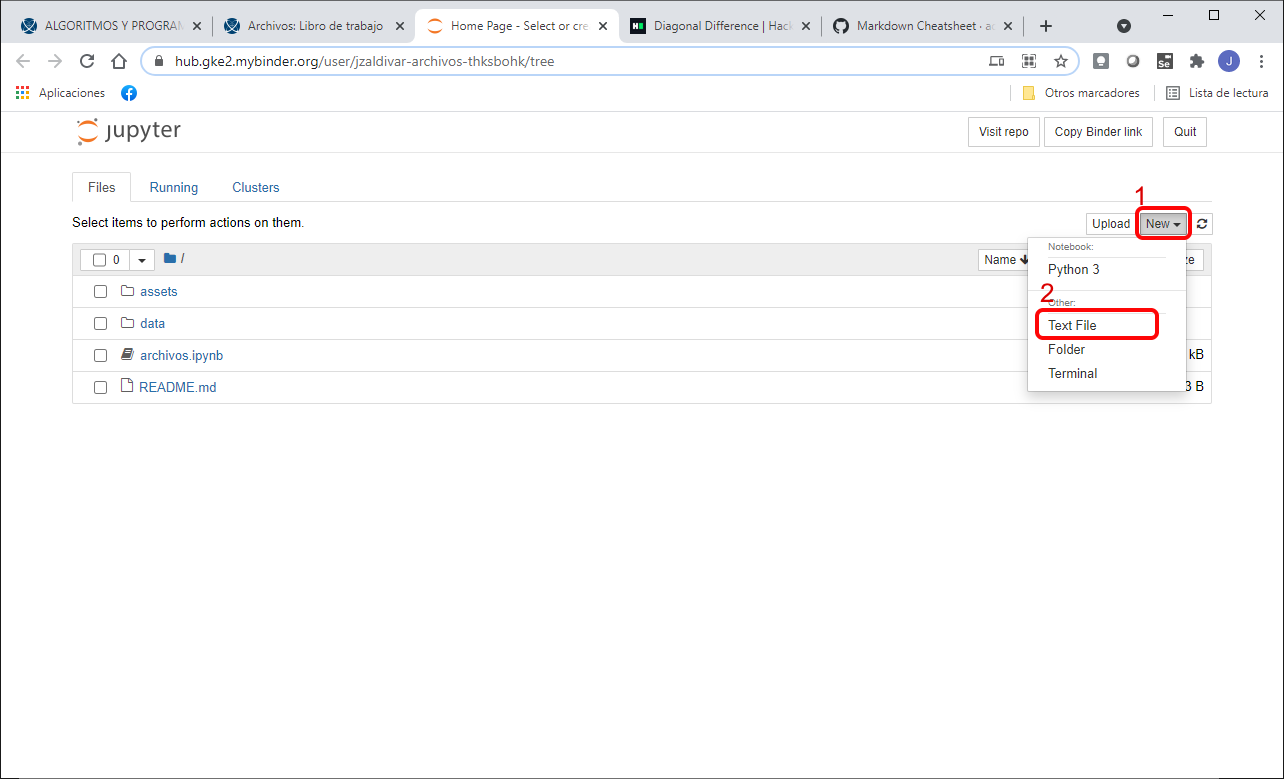 ALGORITMOS Y PROGRAM
Archivos: Libro de trabajo
Home Page - Select or cre
Diagonal Difference | Hack
Markdown Cheatsheet · ad
hub.gke2.mybinder.org/user/jzaldivar-archivos-thksbohk/tree
Se
J
Aplicaciones
Otros marcadores
Lista de lectura
jupyter
Visit repo
Copy Binder link
Quit
Files
Running
Clusters
1
Select items to perform actions on them.
Upload
New
0
/
Name
ze
Notebook:
Python 3
2
Other:
Text File
Folder
Terminal
assets
data
archivos.ipynb
kB
README.md
3 B